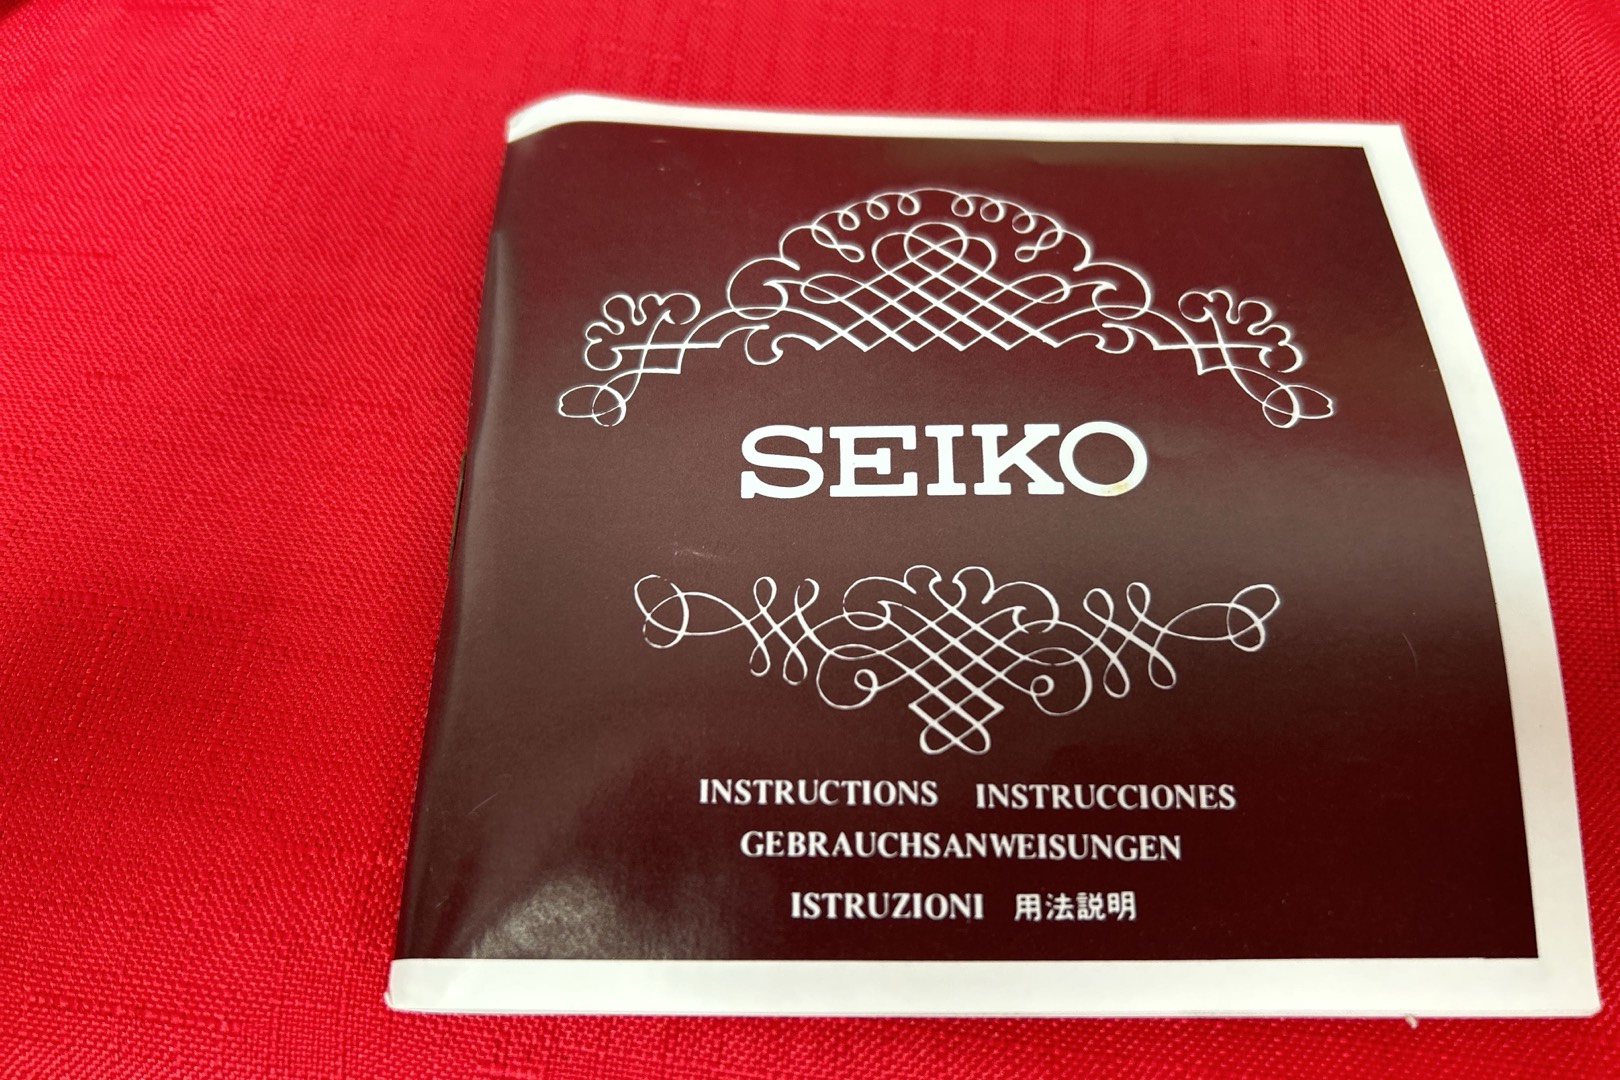 SEIKO
INSTRUCTIONS INSTRUCCIONES
GEBRAUCHSANWEISUNGEN
ISTRUZIONI 用法説明